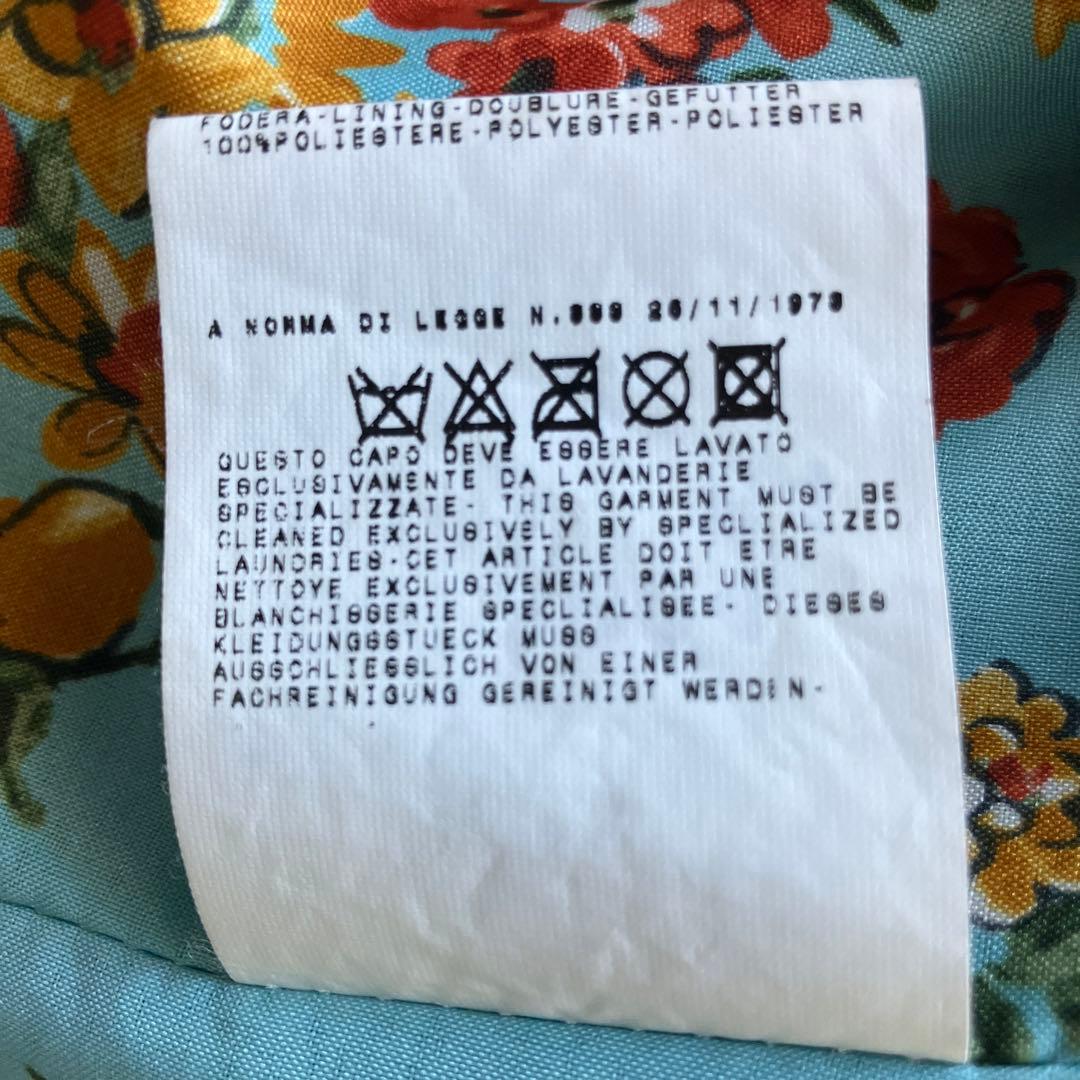 FODERA-LINING-DOUBLURE-GEFUTTER
100%POLIESTERE-POLYESTER-POLIESTER
A NORMA DI LEGGE N. 26/11/1973
QUESTO CAPO DEVE ESSERE LAVATO
ESCLUSIVAMENTE DA LAVANDERIE
SPECIALIZZATE- THIS GARMENT MUST BE
CLEANED EXCLUSIVELY BY SPECLIALIZED
LAUNDRIES-CET ARTICLE DOIT ETRE
NETTOYE EXCLUSIVEMENT PAR UNE
BLANCHISSERIE SPECLIALISEE- DIESES
KLEIDUNGSSTUECK MUSS
AUSSCHLIESSLICH VON EINER
FACHREINIGUNG GEREINIGT WERDEN-